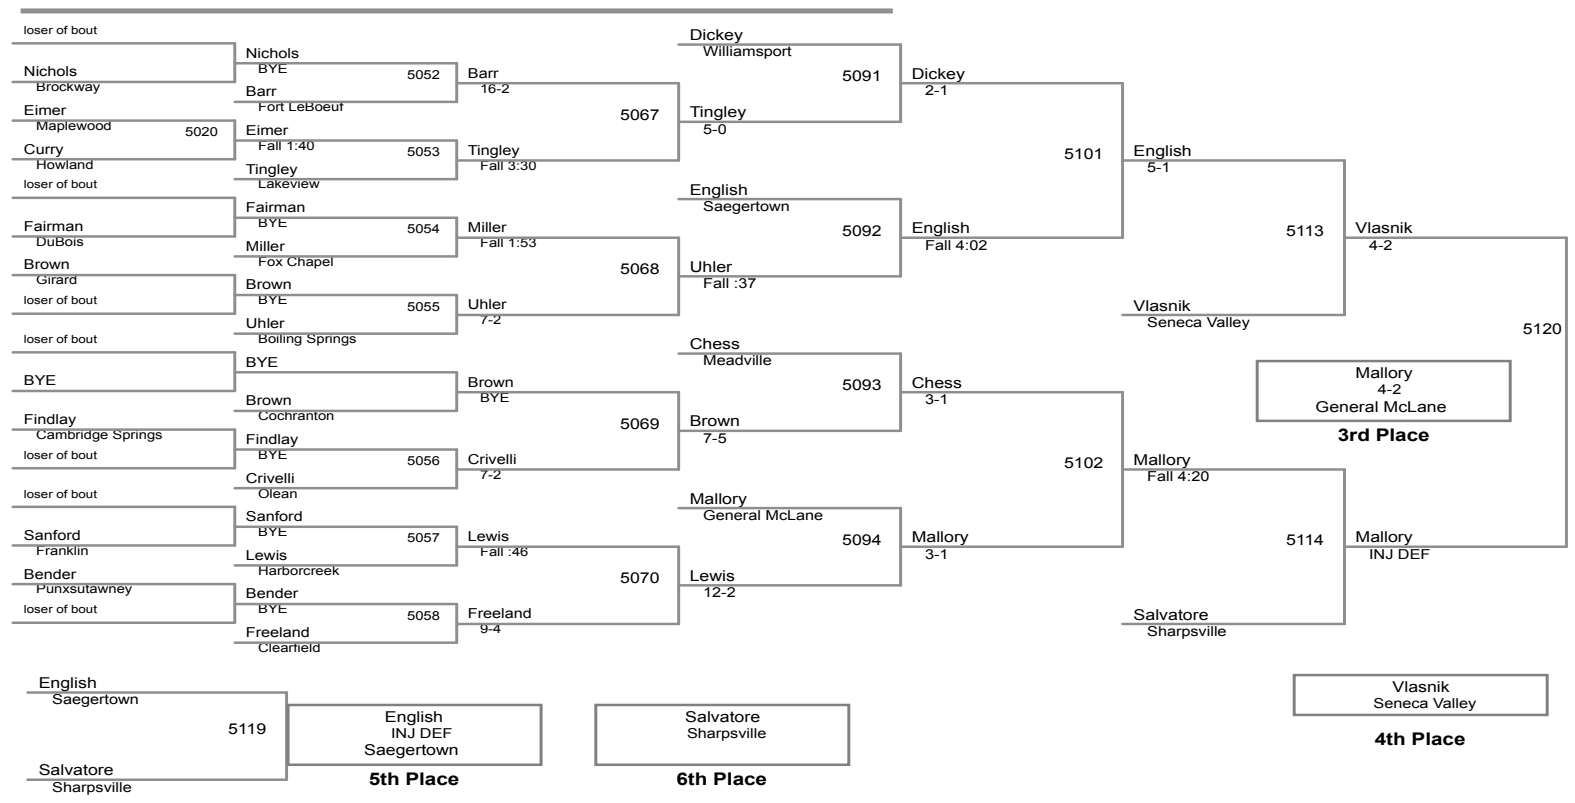 loser of bout
Nichols
Brockway
Eimer
Maplewood
5020
Curry
Howland
loser of bout
Fairman
DuBois
Brown
Girard
loser of bout
loser of bout
BYE
Findlay
Cambridge Springs
loser of bout
loser of bout
Sanford
Franklin
Bender
Punxsutawney
loser of bout
Nichols
BYE
5052
Barr
Fort LeBoeuf
Eimer
Fall 1:40
5053
Tingley
Lakeview
Fairman
BYE
5054
Miller
Fox Chapel
Brown
BYE
5055
Uhler
Boiling Springs
BYE
Brown
Cochranton
Findlay
BYE
5056
Crivelli
Olean
Sanford
BYE
5057
Lewis
Harborcreek
Bender
BYE
5058
Freeland
Clearfield
Barr
16-2
5067
Tingley
Fall 3:30
Miller
Fall 1:53
5068
Uhler
7-2
Brown
BYE
5069
Crivelli
7-2
Lewis
Fall :46
5070
Freeland
9-4
Dickey
Williamsport
5091
Tingley
5-0
English
Saegertown
5092
Uhler
Fall :37
Chess
Meadville
5093
Brown
7-5
Mallory
General McLane
5094
Lewis
12-2
Dickey
2-1
5101
English
Fall 4:02
Chess
3-1
5102
Mallory
3-1
English
5-1
5113
Vlasnik
Seneca Valley
Mallory
Fall 4:20
5114
Salvatore
Sharpsville
Vlasnik
4-2
5120
Mallory
INJ DEF
Mallory
4-2
General McLane
3rd Place
Vlasnik
Seneca Valley
4th Place
English
Saegertown
5119
Salvatore
Sharpsville
English
INJ DEF
Saegertown
5th Place
Salvatore
Sharpsville
6th Place